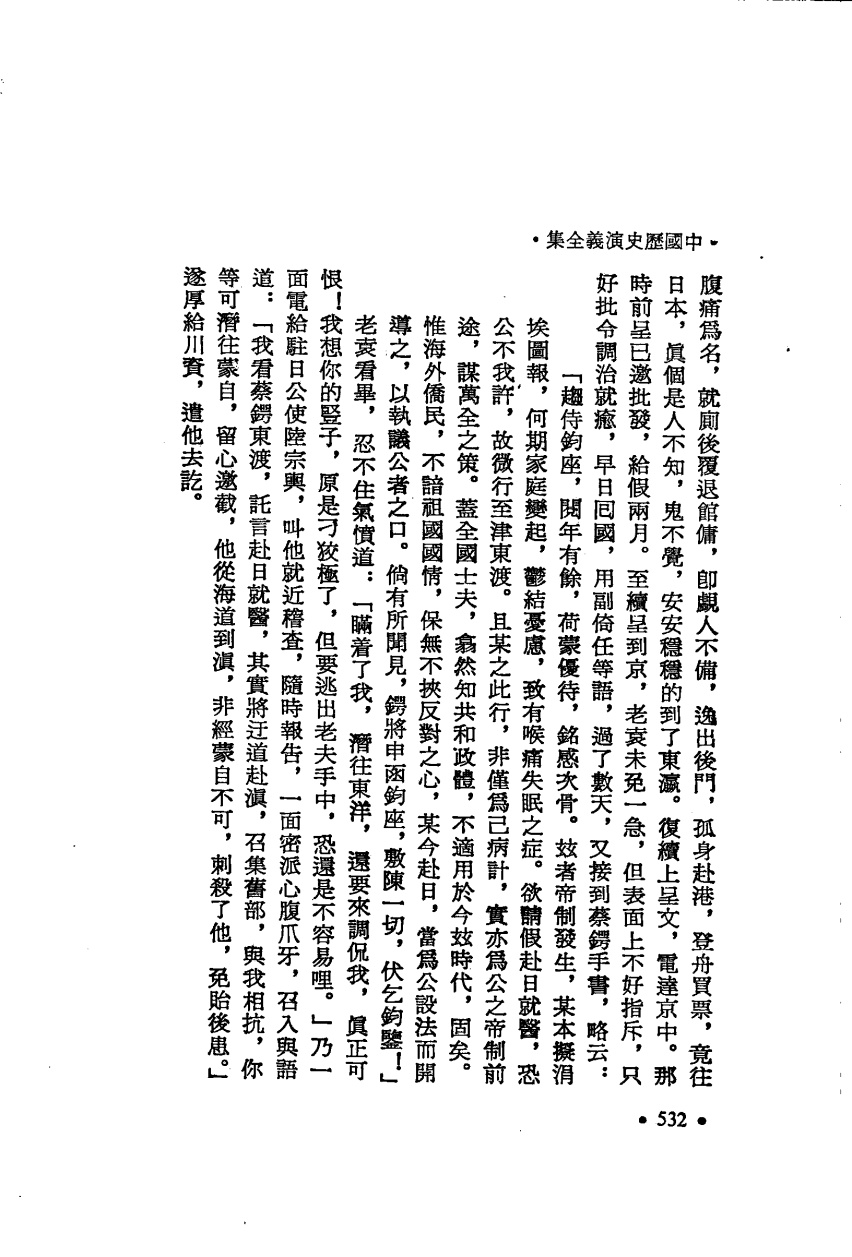 •中國歷史演義全集•
腹痛爲名，就廁後覆退館傭，卽覷人不備，逸出後門，孤身赴港，登舟買票，竟往
日本，眞個是人不知，鬼不覺，安安穩穩的到了東瀛。復續上呈文，電達京中。那
時前呈已邀批發，給假兩月。至續呈到京，老袁未免一急，但表面上不好指斥，只
好批令調治就癒，早日囘國，用副倚任等語，過了數天，又接到蔡鍔手書，略云：
「趨侍鈞座，閱年有餘，荷蒙優待，銘感次骨。玆者帝制發生，某本擬涓
埃圖報，何期家庭變起，鬱結憂慮，致有喉痛失眠之症。欲請假赴日就醫，恐
公不我許，故微行至津東渡。且某之此行，非僅爲己病計，實亦爲公之帝制前
途，謀萬全之策。蓋全國士夫，翕然知共和政體，不適用於今玆時代，固矣。
惟海外僑民，不諳祖國國情，保無不挾反對之心，某今赴日，當爲公設法而開
導之，以執議公者之口。倘有所聞見，鍔將申函鈞座，敷陳一切，伏乞鈞鑒！」
老袁看畢，忍不住氣憤道：「瞞着了我，潛往東洋，還要來調侃我，眞正可
恨！我想你的豎子，原是刁狡極了，但要逃出老夫手中，恐還是不容易哩。」乃一
面電給駐日公使陸宗輿，叫他就近稽查，隨時報告，一面密派心腹爪牙，召入與語
道：「我看蔡鍔東渡，託言赴日就醫，其實將迂道赴滇，召集舊部，與我相抗，你
等可潛往蒙自，留心邀截，他從海道到滇，非經蒙自不可，刺殺了他，免貽後患。」
遂厚給川資，遣他去訖。
•532•